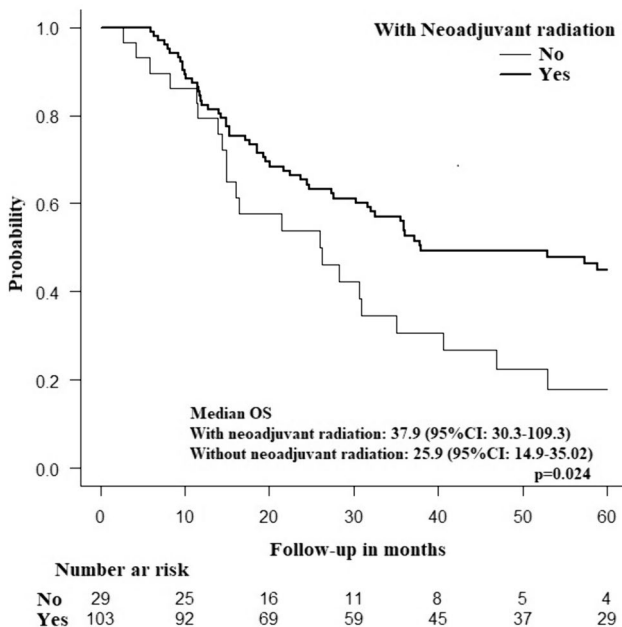 With Neoadjuvant radiation
No
Yes
Probability
1.0
0.8
0.6
0.4
0.2
0.0
Median OS
With neoadjuvant radiation: 37.9 (95%CI: 30.3-109.3)
Without neoadjuvant radiation: 25.9 (95%CI: 14.9-35.02)
p=0.024
0 10 20 30 40 50 60
Follow-up in months
Number ar risk
No 29 25 16 11 8 5 4
Yes 103 92 69 59 45 37 29